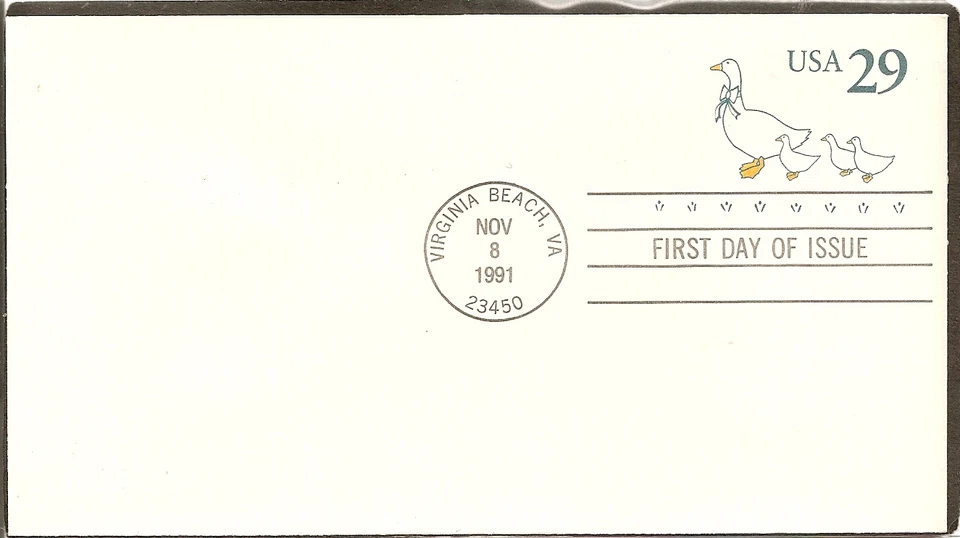 USA 29
VIRGINIA BEACH, VA
NOV
8
1991
23450
FIRST DAY OF ISSUE